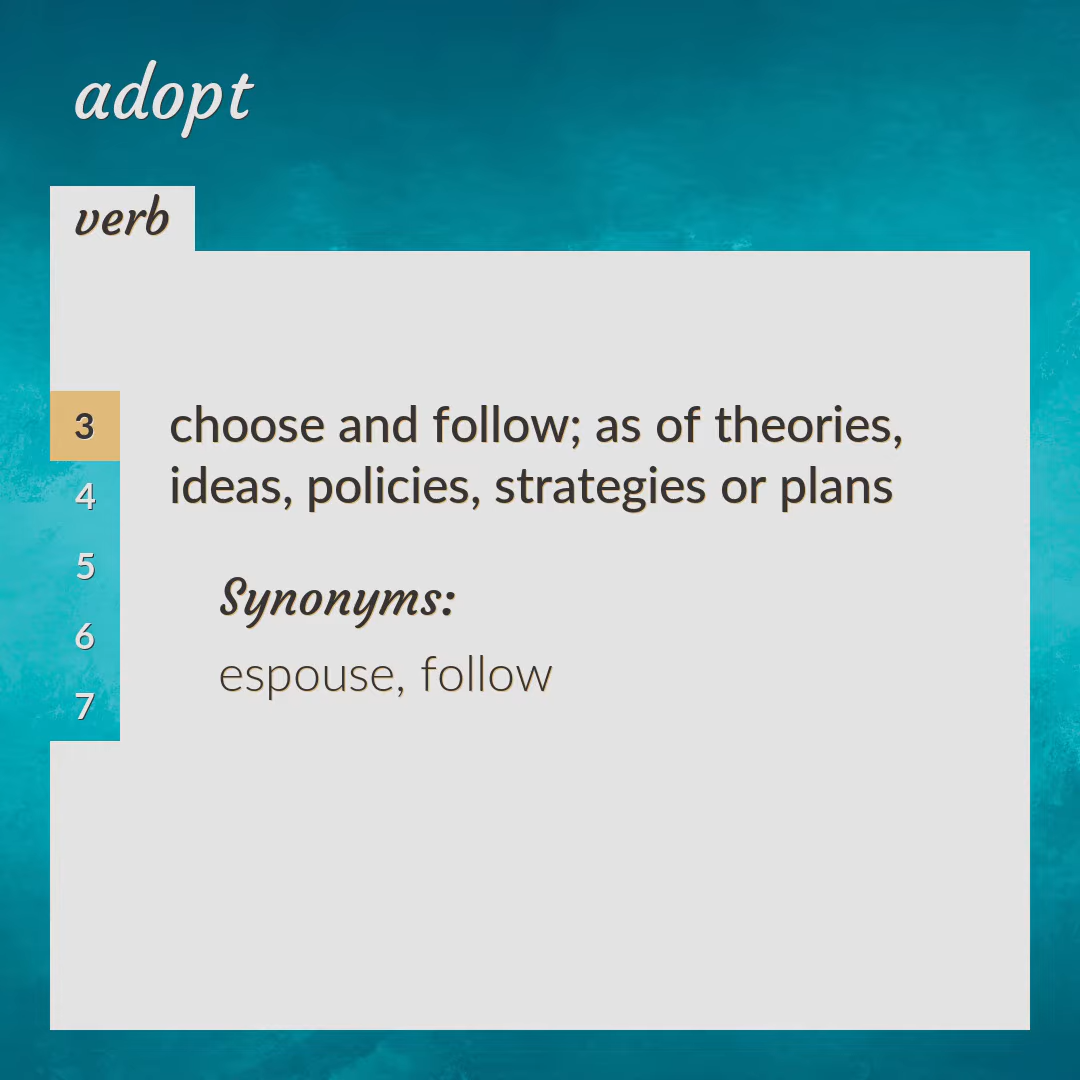 adopt
verb
3
choose and follow; as of theories,
ideas, policies, strategies or plans
4
5
6
7
Synonyms:
espouse, follow